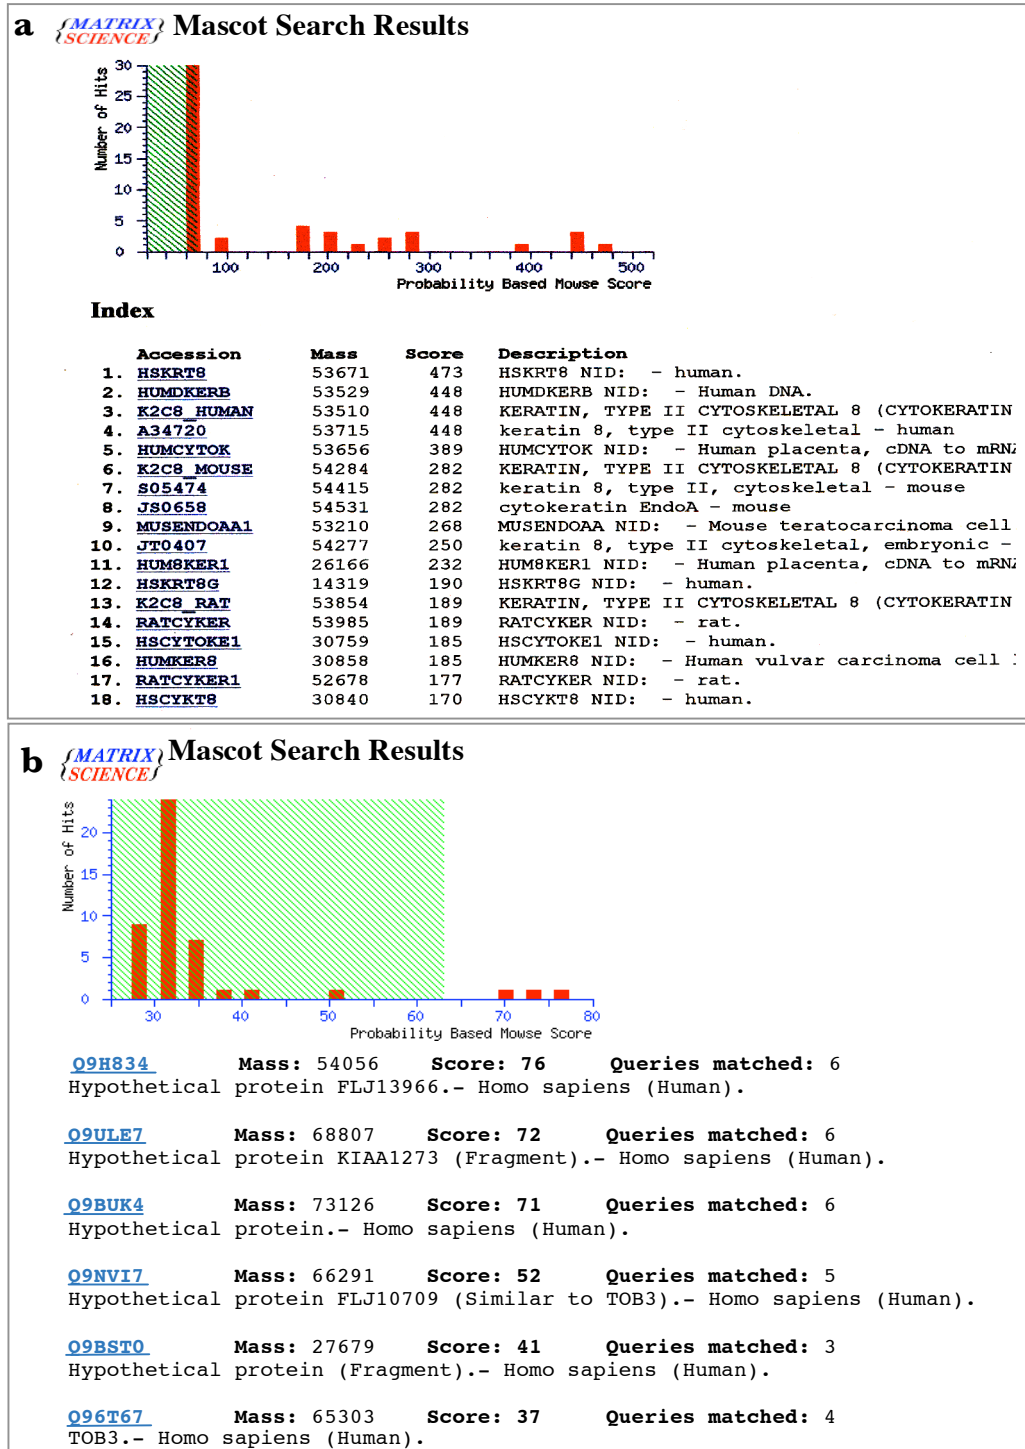 a {MATRIX SCIENCE} Mascot Search Results
Number of Hits
30
25
20
15
10
5
0
100 200 300 400 500
Probability Based Mowse Score
Index
Accession Mass Score Description
1. HSKRT8 53671 473 HSKRT8 NID: - human.
2. HUMDKERB 53529 448 HUMDKERB NID: - Human DNA.
3. K2C8_HUMAN 53510 448 KERATIN, TYPE II CYTOSKELETAL 8 (CYTOKERATIN
4. A34720 53715 448 keratin 8, type II cytoskeletal - human
5. HUMCYTOK 53656 389 HUMCYTOK NID: - Human placenta, cDNA to mRNA
6. K2C8_MOUSE 54284 282 KERATIN, TYPE II CYTOSKELETAL 8 (CYTOKERATIN
7. S05474 54415 282 keratin 8, type II, cytoskeletal - mouse
8. JS0658 54531 282 cytokeratin EndoA - mouse
9. MUSENDOAA1 53210 268 MUSENDOAA NID: - Mouse teratocarcinoma cell
10. JT0407 54277 250 keratin 8, type II cytoskeletal, embryonic -
11. HUM8KER1 26166 232 HUM8KER1 NID: - Human placenta, cDNA to mRNA
12. HSKRT8G 14319 190 HSKRT8G NID: - human.
13. K2C8_RAT 53854 189 KERATIN, TYPE II CYTOSKELETAL 8 (CYTOKERATIN
14. RATCYKER 53985 189 RATCYKER NID: - rat.
15. HSCYTOKE1 30759 185 HSCYTOKE1 NID: - human.
16. HUMKER8 30858 185 HUMKER8 NID: - Human vulvar carcinoma cell
17. RATCYKER1 52678 177 RATCYKER NID: - rat.
18. HSCYKT8 30840 170 HSCYKT8 NID: - human.
b {MATRIX SCIENCE} Mascot Search Results
Number of Hits
20
15
10
5
0
30 40 50 60 70 80
Probability Based Mowse Score
Q9H834 Mass: 54056 Score: 76 Queries matched: 6
Hypothetical protein FLJ13966.- Homo sapiens (Human).
Q9ULE7 Mass: 68807 Score: 72 Queries matched: 6
Hypothetical protein KIAA1273 (Fragment).- Homo sapiens (Human).
Q9BUK4 Mass: 73126 Score: 71 Queries matched: 6
Hypothetical protein.- Homo sapiens (Human).
Q9NVI7 Mass: 66291 Score: 52 Queries matched: 5
Hypothetical protein FLJ10709 (Similar to TOB3).- Homo sapiens (Human).
Q9BST0 Mass: 27679 Score: 41 Queries matched: 3
Hypothetical protein (Fragment).- Homo sapiens (Human).
Q96T67 Mass: 65303 Score: 37 Queries matched: 4
TOB3.- Homo sapiens (Human).